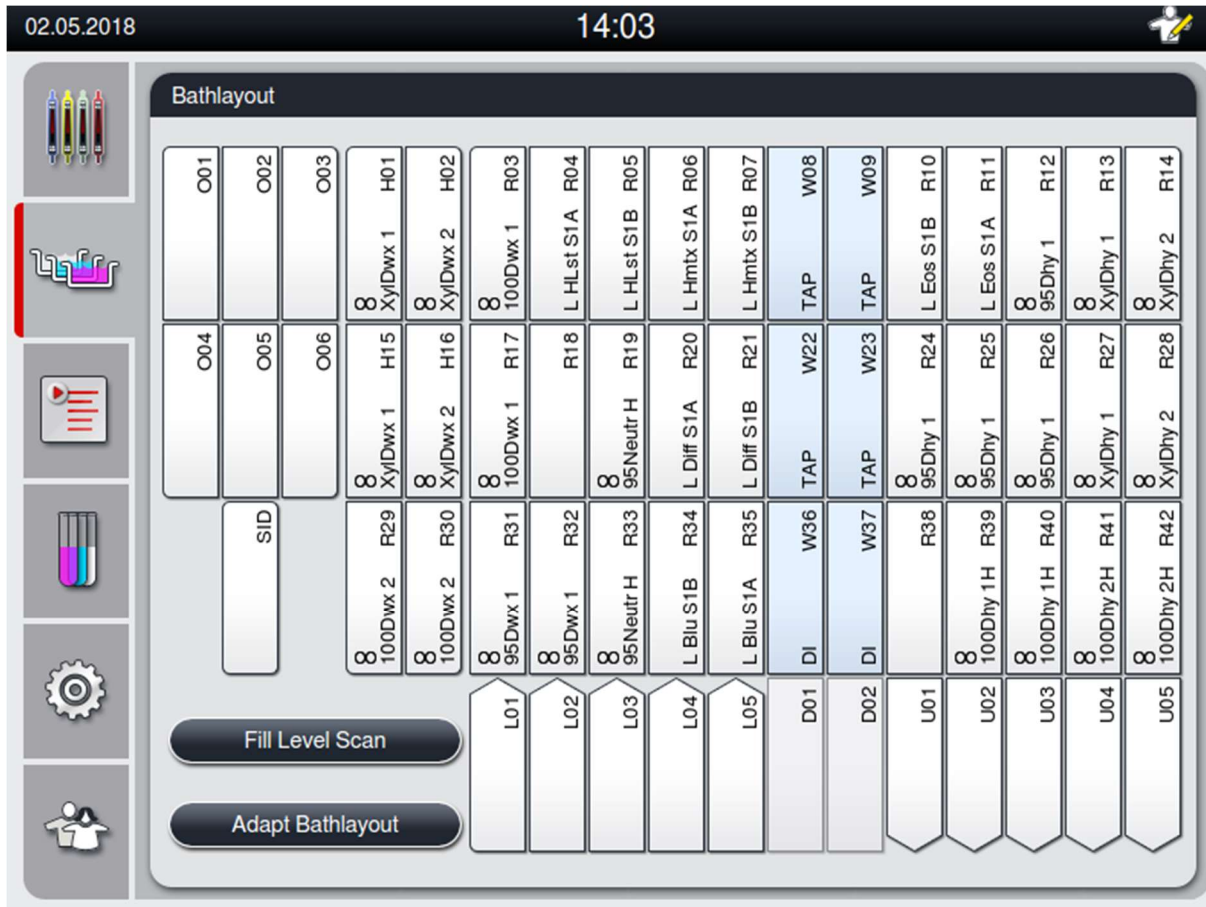 02.05.2018
14:03
Bathlayout
O01
O02
O03
XylDwx 1 H01
XylDwx 2 H02
100Dwx 1 R03
L HLst S1A R04
L HLst S1B R05
L Hmtx S1A R06
L Hmtx S1B R07
TAP W08
TAP W09
L Eos S1B R10
L Eos S1A R11
95Dhy 1 R12
XylDhy 1 R13
XylDhy 2 R14
O04
O05
O06
XylDwx 1 H15
XylDwx 2 H16
100Dwx 1 R17
R18
95Neutr H R19
L Diff S1A R20
L Diff S1B R21
TAP W22
TAP W23
95Dhy 1 R24
95Dhy 1 R25
95Dhy 1 R26
XylDhy 1 R27
XylDhy 2 R28
SID
100Dwx 2 R29
100Dwx 2 R30
95Dwx 1 R31
95Dwx 1 R32
95Neutr H R33
L Blu S1B R34
L Blu S1A R35
DI W36
DI W37
R38
100Dhy 1H R39
100Dhy 1H R40
100Dhy 2H R41
100Dhy 2H R42
L01
L02
L03
L04
L05
D01
D02
U01
U02
U03
U04
U05
Fill Level Scan
Adapt Bathlayout